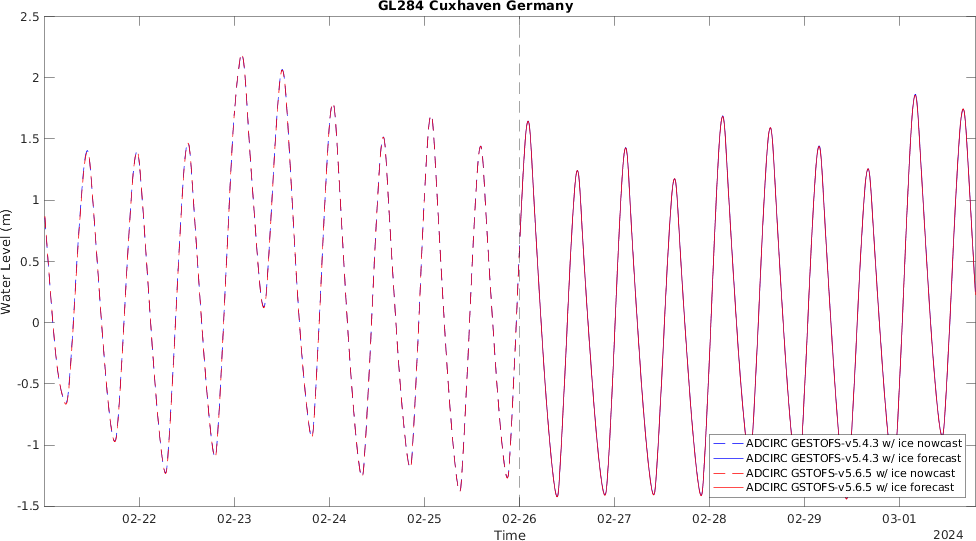 GL284 Cuxhaven Germany
2.5
2
1.5
1
0.5
0
-0.5
-1
-1.5
Water Level (m)
ADCIRC GESTOFS-v5.4.3 w/ ice nowcast
ADCIRC GESTOFS-v5.4.3 w/ ice forecast
ADCIRC GSTOFS-v5.6.5 w/ ice nowcast
ADCIRC GSTOFS-v5.6.5 w/ ice forecast
02-22 02-23 02-24 02-25 02-26 02-27 02-28 02-29 03-01
Time
2024